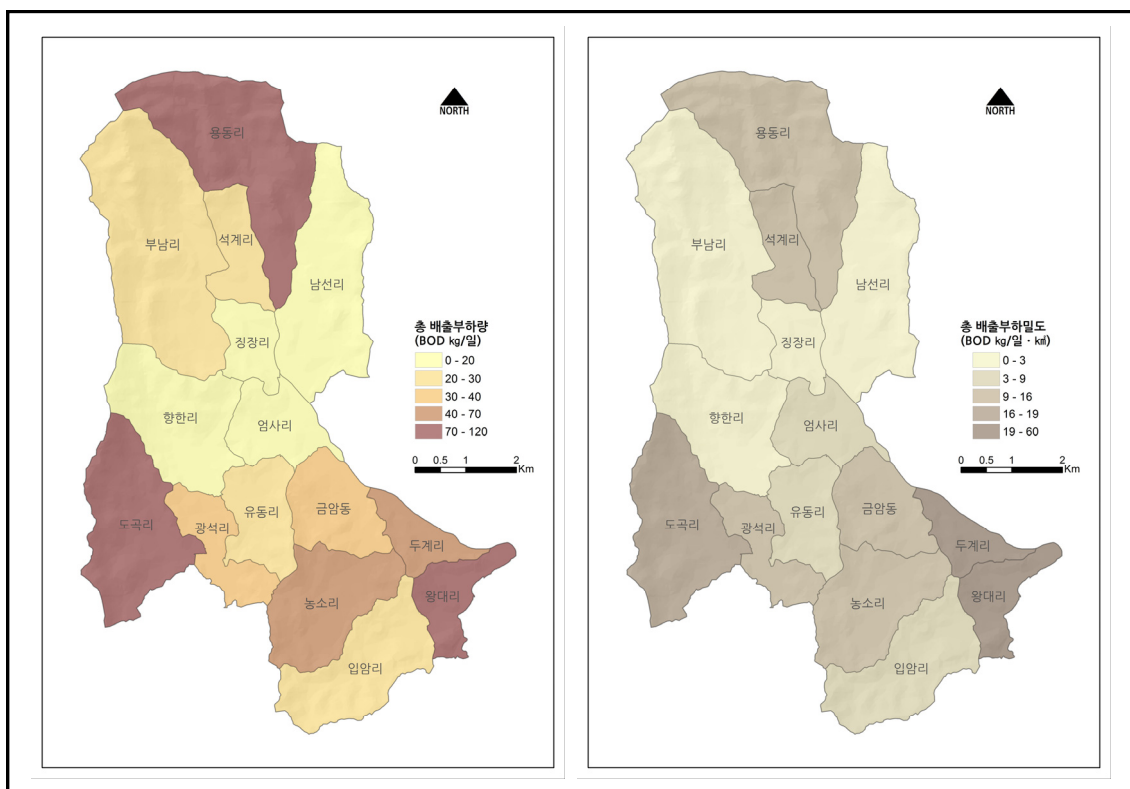 NORTH
용동리
부남리
석계리
남선리
징장리
향한리
엄사리
도곡리
광석리
유동리
금암동
두계리
농소리
왕대리
입암리
총 배출부하량
(BOD kg/일)
0 - 20
20 - 30
30 - 40
40 - 70
70 - 120
0 0.5 1 2
Km
NORTH
용동리
부남리
석계리
남선리
징장리
향한리
엄사리
도곡리
광석리
유동리
금암동
두계리
농소리
왕대리
입암리
총 배출부하밀도
(BOD kg/일 · ㎢)
0 - 3
3 - 9
9 - 16
16 - 19
19 - 60
0 0.5 1 2
Km